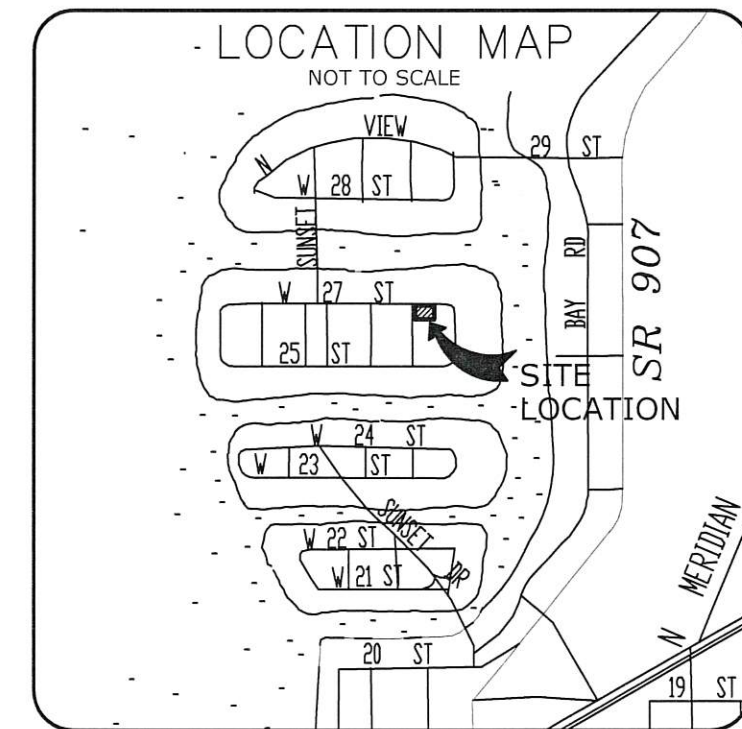 LOCATION MAP
NOT TO SCALE
VIEW
N
29 ST
W 28 ST
SUNSET
BAY RD
SR 907
W 27 ST
25 ST
SITE
LOCATION
W 24 ST
W 23 ST
SUNSET DR
W 22 ST
W 21 ST
N MERIDIAN
20 ST
19 ST